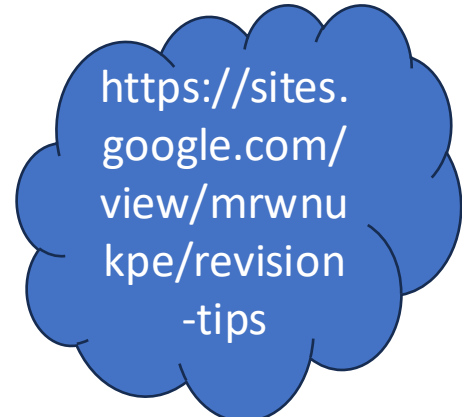 https://sites.
google.com/
view/mrwnu
kpe/revision
-tips